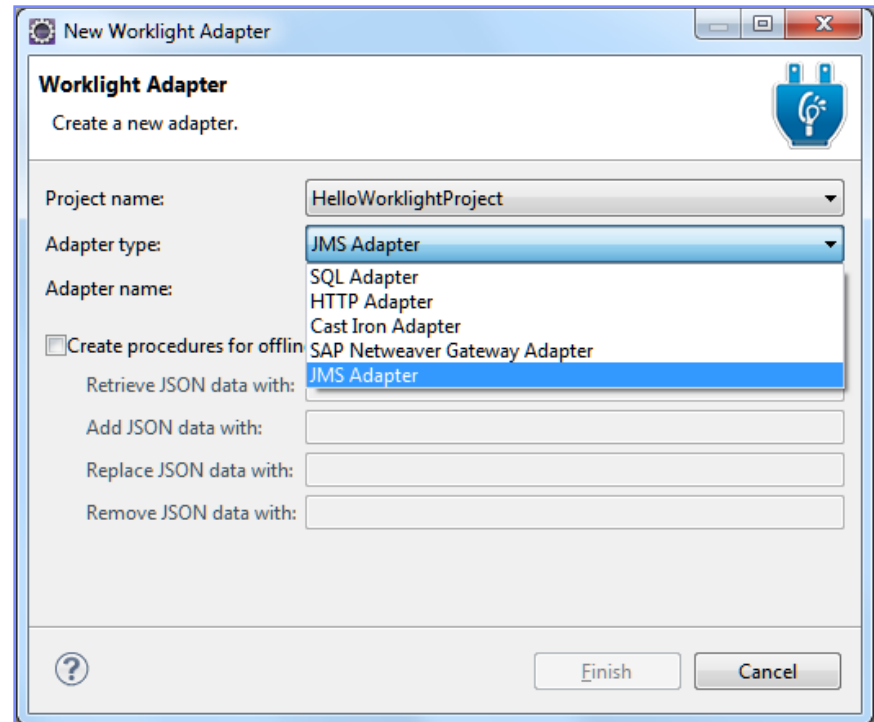 New Worklight Adapter
Worklight Adapter
Create a new adapter.
Project name:
HelloWorklightProject
Adapter type:
JMS Adapter
SQL Adapter
HTTP Adapter
Adapter name:
Cast Iron Adapter
Create procedures for offlin
SAP Netweaver Gateway Adapter
JMS Adapter
Retrieve JSON data with:
Add JSON data with:
Replace JSON data with:
Remove JSON data with:
?
Finish
Cancel